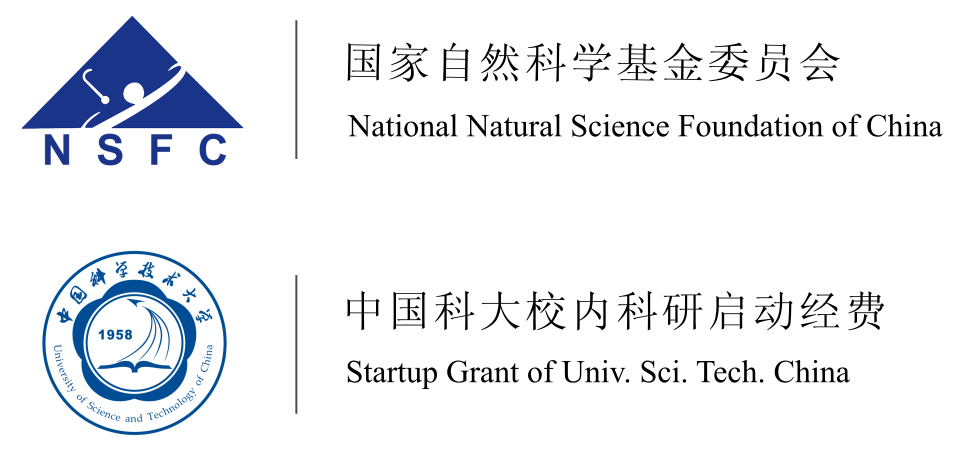 NSFC
国家自然科学基金委员会
National Natural Science Foundation of China
中国科学技术大学
1958
University of Science and Technology of China
中国科大校内科研启动经费
Startup Grant of Univ. Sci. Tech. China